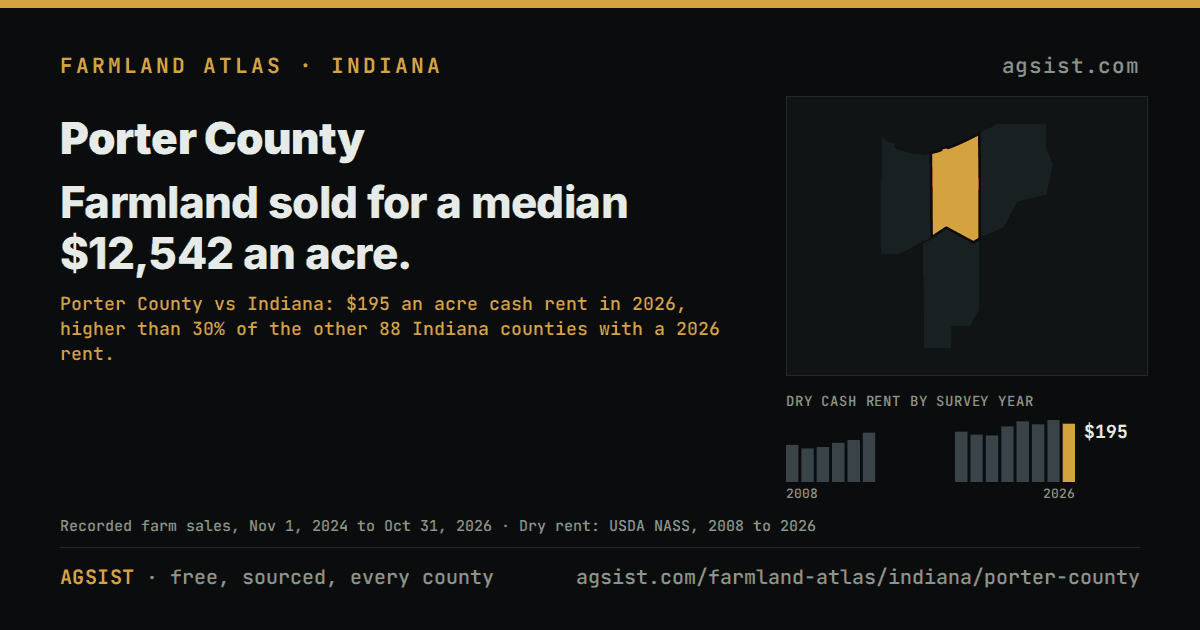 FARMLAND ATLAS · INDIANA
agsist.com
Porter County
Farmland sold for a median
$12,542 an acre.
Porter County vs Indiana: $195 an acre cash rent in 2026,
higher than 30% of the other 88 Indiana counties with a 2026
rent.
DRY CASH RENT BY SURVEY YEAR
$195
2008
2026
Recorded farm sales, Nov 1, 2024 to Oct 31, 2026 · Dry rent: USDA NASS, 2008 to 2026
AGSIST · free, sourced, every county
agsist.com/farmland-atlas/indiana/porter-county